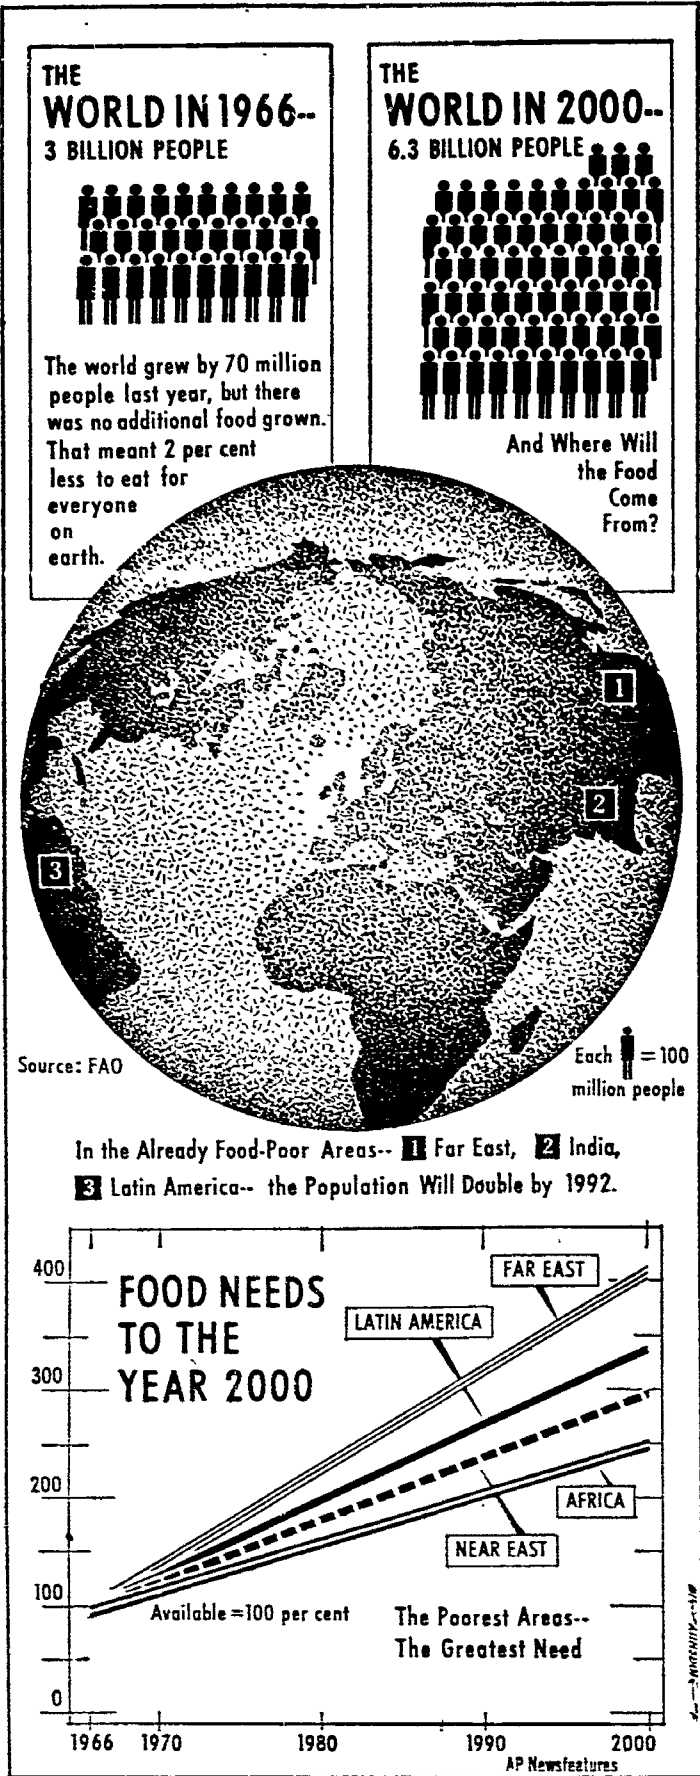 THE
WORLD IN 1966--
3 BILLION PEOPLE
The world grew by 70 million
people last year, but there
was no additional food grown.
That meant 2 per cent
less to eat for
everyone
on
earth.
THE
WORLD IN 2000--
6.3 BILLION PEOPLE
And Where Will
the Food
Come
From?
1
2
3
Source: FAO
Each = 100
million people
In the Already Food-Poor Areas-- 1 Far East, 2 India,
3 Latin America-- the Population Will Double by 1992.
FOOD NEEDS
TO THE
YEAR 2000
400
300
200
100
0
FAR EAST
LATIN AMERICA
AFRICA
NEAR EAST
Available = 100 per cent
The Poorest Areas--
The Greatest Need
1966 1970 1980 1990 2000
AP Newsfeatures